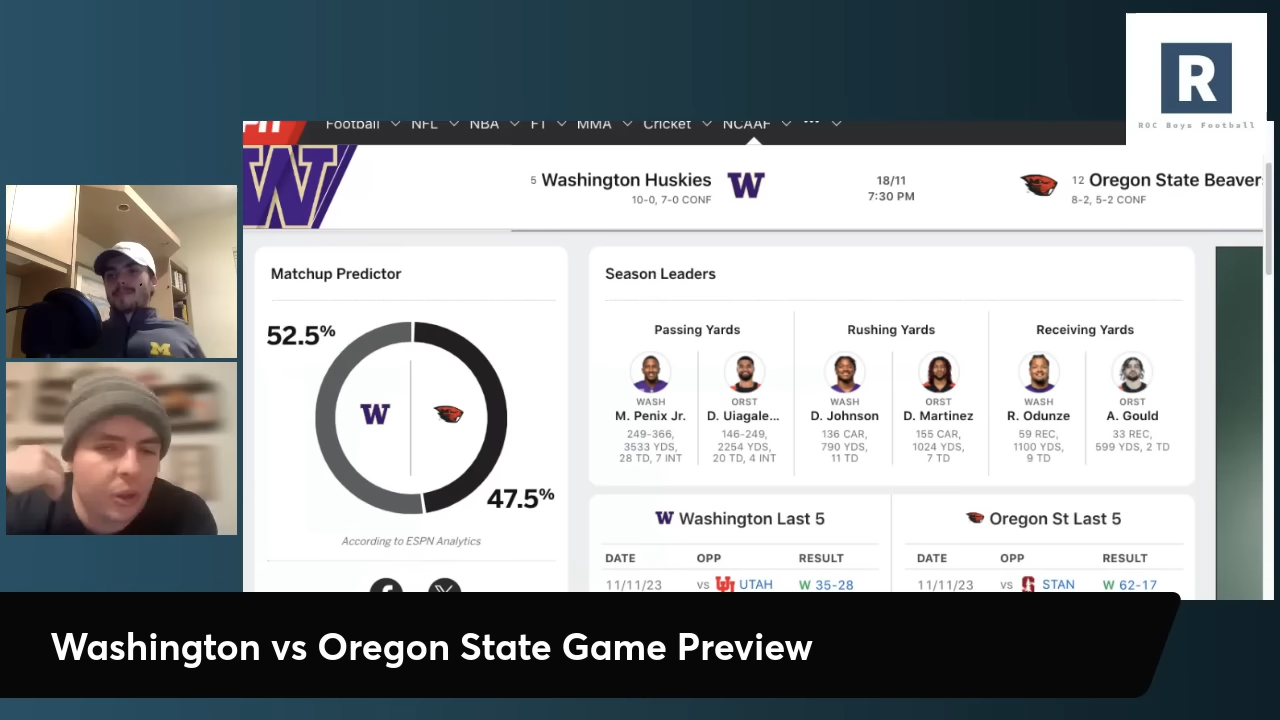 R
ROC Boys Football
Football NFL NBA F1 MMA Cricket NCAAF ...
W
5 Washington Huskies
10-0, 7-0 CONF
W
18/11
7:30 PM
12 Oregon State Beaver
8-2, 5-2 CONF
Matchup Predictor
52.5%
W
47.5%
According to ESPN Analytics
Season Leaders
Passing Yards Rushing Yards Receiving Yards
WASH ORST WASH ORST WASH ORST
M. Penix Jr. D. Uiagale... D. Johnson D. Martinez R. Odunze A. Gould
249-366, 146-249, 136 CAR, 155 CAR, 59 REC, 33 REC,
3533 YDS, 2254 YDS, 790 YDS, 1024 YDS, 1100 YDS, 599 YDS, 2 TD
28 TD, 7 INT 20 TD, 4 INT 11 TD 7 TD 9 TD
W Washington Last 5
DATE OPP RESULT
11/11/23 vs UTAH W 35-28
Oregon St Last 5
DATE OPP RESULT
11/11/23 vs S STAN W 62-17
M
Washington vs Oregon State Game Preview